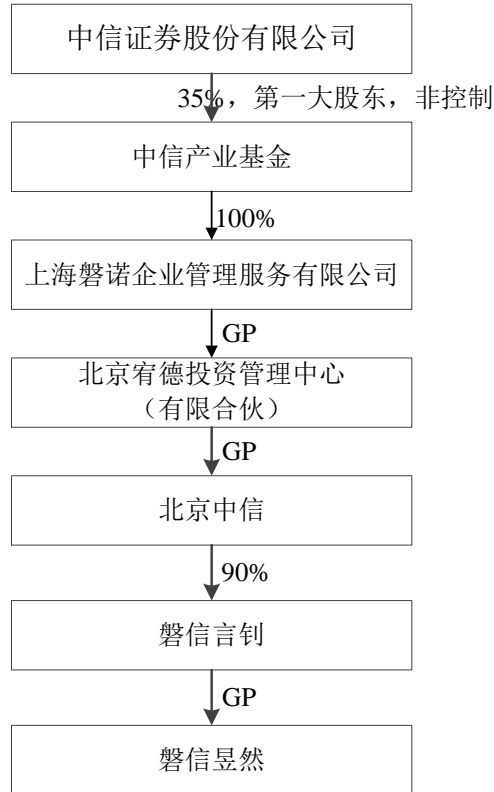 中信证券股份有限公司
35%，第一大股东，非控制
中信产业基金
100%
上海磐诺企业管理服务有限公司
GP
北京宥德投资管理中心
（有限合伙）
GP
北京中信
90%
磐信言钊
GP
磐信昱然